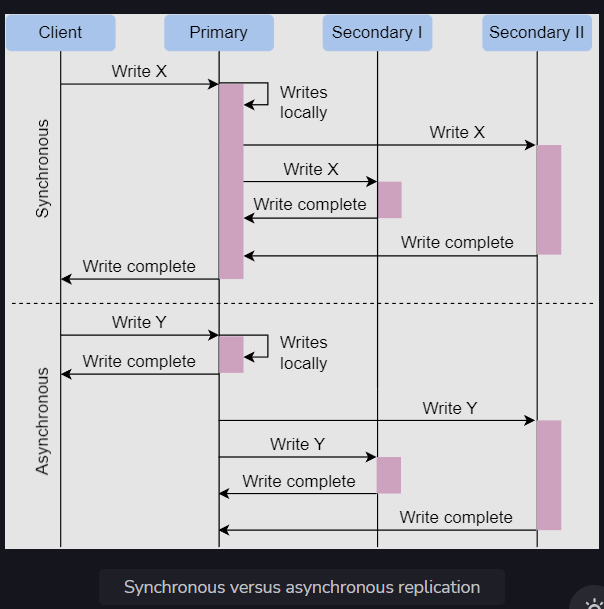 Client
Primary
Secondary I
Secondary II
Synchronous
Write X
Writes
locally
Write X
Write X
Write complete
Write complete
Write complete
Asynchronous
Write Y
Writes
locally
Write complete
Write Y
Write Y
Write complete
Write complete
Synchronous versus asynchronous replication